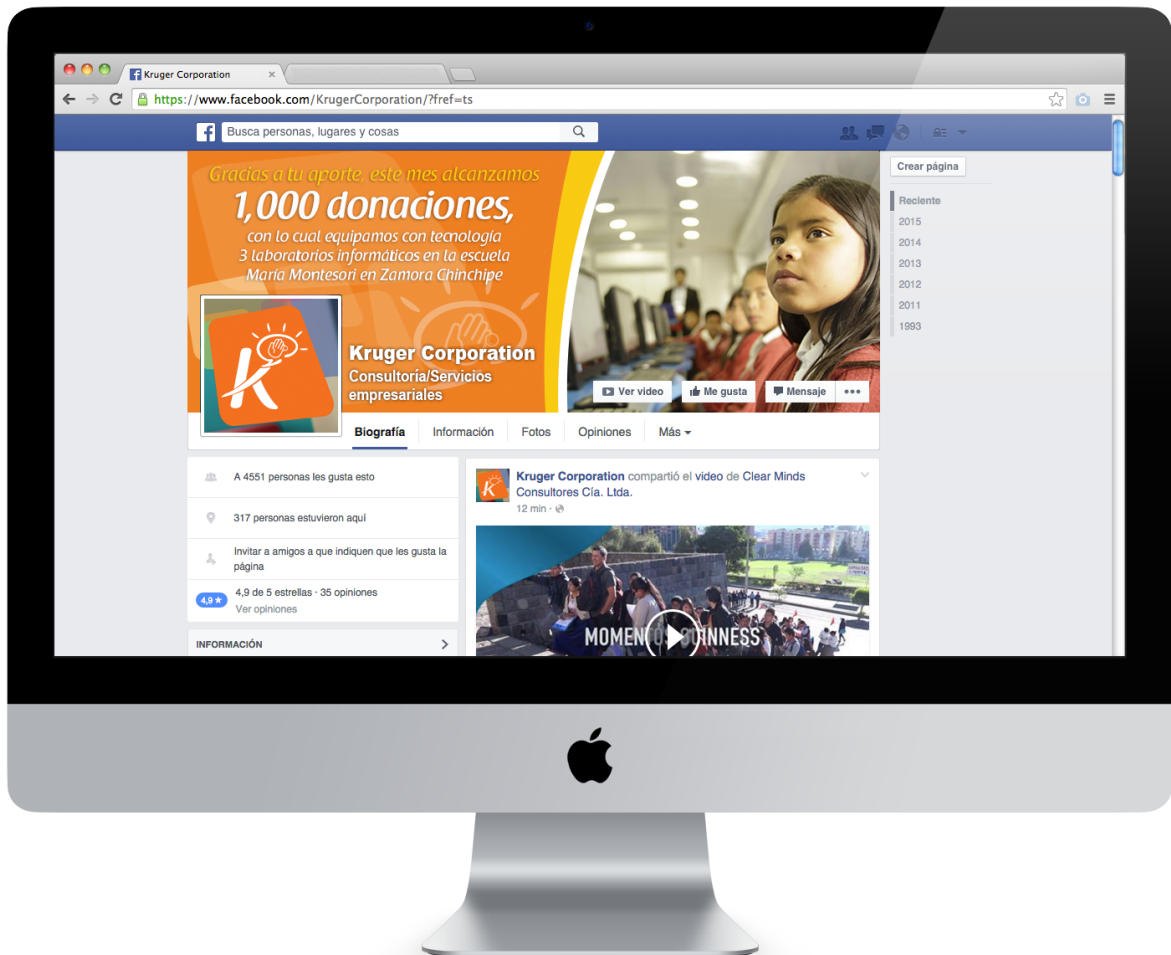 Kruger Corporation
https://www.facebook.com/KrugerCorporation/?fref=ts
Busca personas, lugares y cosas
Gracias a tu aporte, este mes alcanzamos
1,000 donaciones,
con lo cual equipamos con tecnología
3 laboratorios informáticos en la escuela
María Montesori en Zamora Chinchipe
K
Kruger Corporation
Consultoría/Servicios
empresariales
Ver video
Me gusta
Mensaje
Crear página
Reciente
2015
2014
2013
2012
2011
1993
Biografía
Información
Fotos
Opiniones
Más
A 4551 personas les gusta esto
317 personas estuvieron aquí
Invitar a amigos a que indiquen que les gusta la
página
4,9 ★
4,9 de 5 estrellas · 35 opiniones
Ver opiniones
INFORMACIÓN
K
Kruger Corporation compartió el video de Clear Minds
Consultores Cía. Ltda.
12 min ·
MOMENTOS GUINNESS